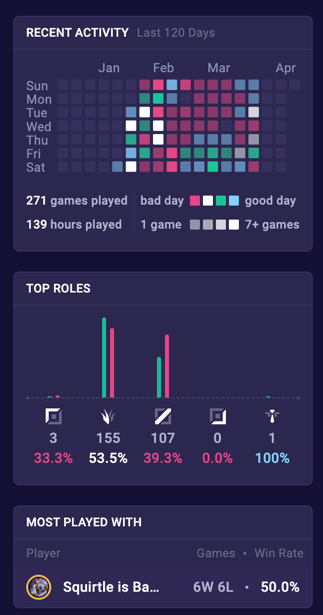 RECENT ACTIVITY Last 120 Days
Jan Feb Mar Apr
Sun
Mon
Tue
Wed
Thu
Fri
Sat
271 games played bad day good day
139 hours played 1 game 7+ games
TOP ROLES
3 155 107 0 1
33.3% 53.5% 39.3% 0.0% 100%
MOST PLAYED WITH
Player Games • Win Rate
Squirtle is Ba... 6W 6L • 50.0%